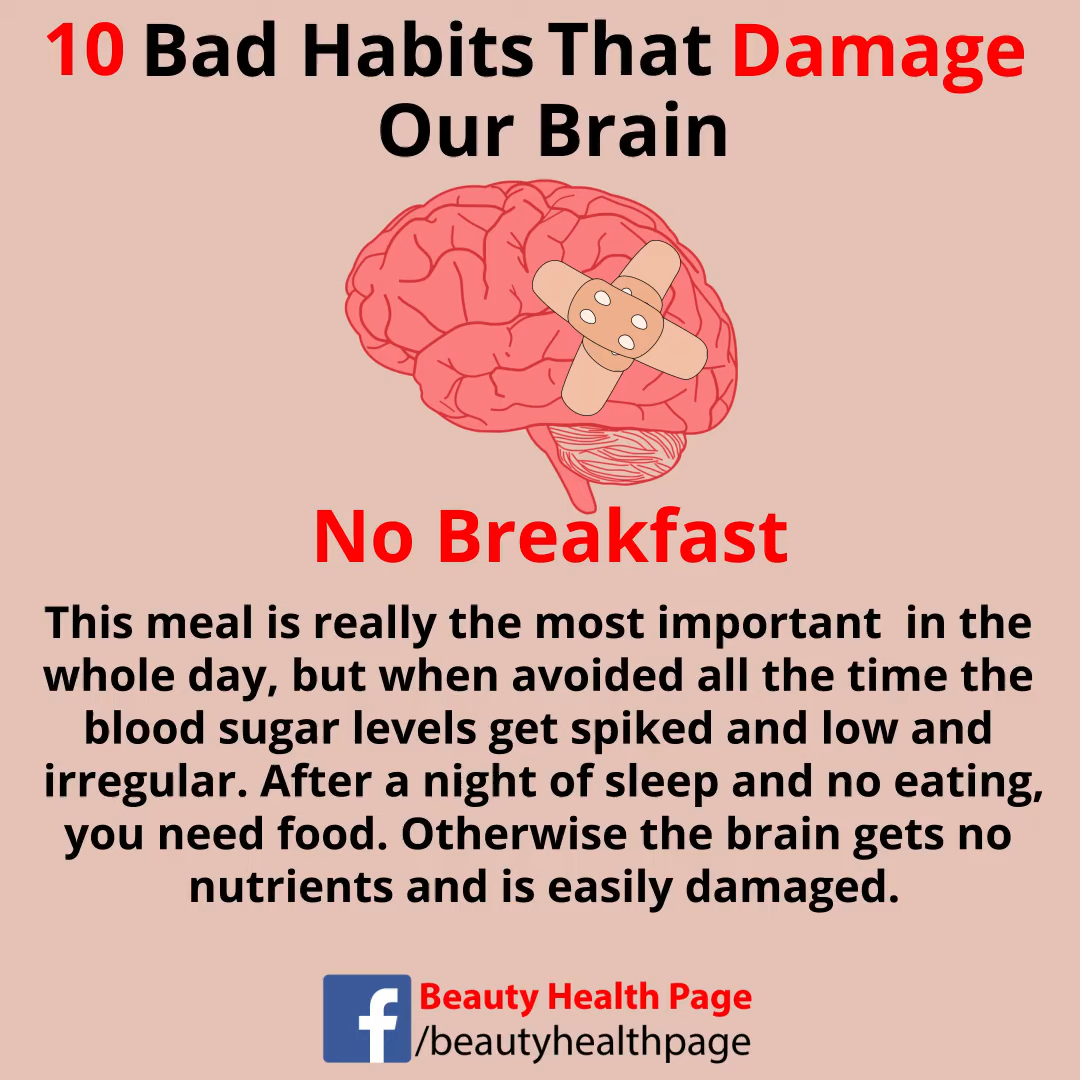 10 Bad Habits That Damage
Our Brain
No Breakfast
This meal is really the most important in the
whole day, but when avoided all the time the
blood sugar levels get spiked and low and
irregular. After a night of sleep and no eating,
you need food. Otherwise the brain gets no
nutrients and is easily damaged.
f Beauty Health Page
/beautyhealthpage